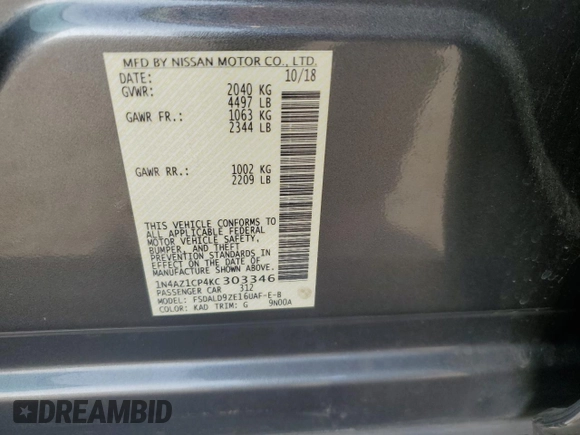 MFD BY NISSAN MOTOR CO., LTD.
DATE: 10/18
GVWR: 2040 KG
4497 LB
GAWR FR.: 1063 KG
2344 LB
GAWR RR.: 1002 KG
2209 LB
THIS VEHICLE CONFORMS TO
ALL APPLICABLE FEDERAL
MOTOR VEHICLE SAFETY,
BUMPER, AND THEFT
PREVENTION STANDARDS IN
EFFECT ON THE DATE OF
MANUFACTURE SHOWN ABOVE.
1N4AZ1CP4KC303346
PASSENGER CAR 312
MODEL: FSDALD9ZE16UAF-E-B
COLOR: KAD TRIM: G 9N00A
DREAMBID